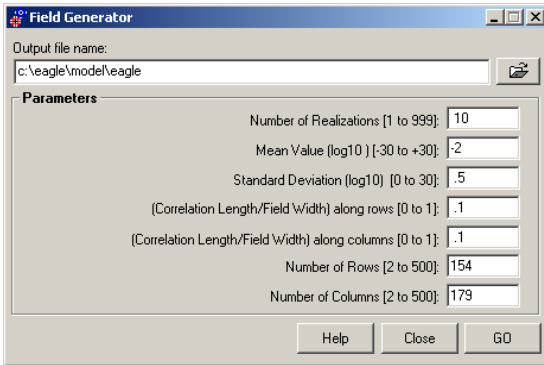 Field Generator
Output file name:
c:\eagle\model\eagle
Parameters
Number of Realizations [1 to 999]: 10
Mean Value (log10 ) [-30 to +30]: -2
Standard Deviation (log10) [0 to 30]: .5
(Correlation Length/Field Width) along rows [0 to 1]: .1
(Correlation Length/Field Width) along columns [0 to 1]: .1
Number of Rows [2 to 500]: 154
Number of Columns [2 to 500]: 179
Help Close GO